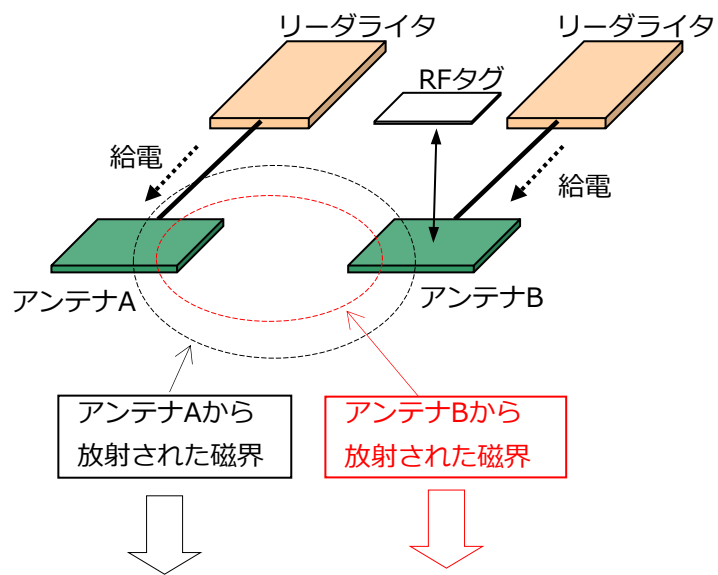 リーダライタ
リーダライタ
RFタグ
給電
給電
アンテナA
アンテナB
アンテナAから
放射された磁界
アンテナBから
放射された磁界